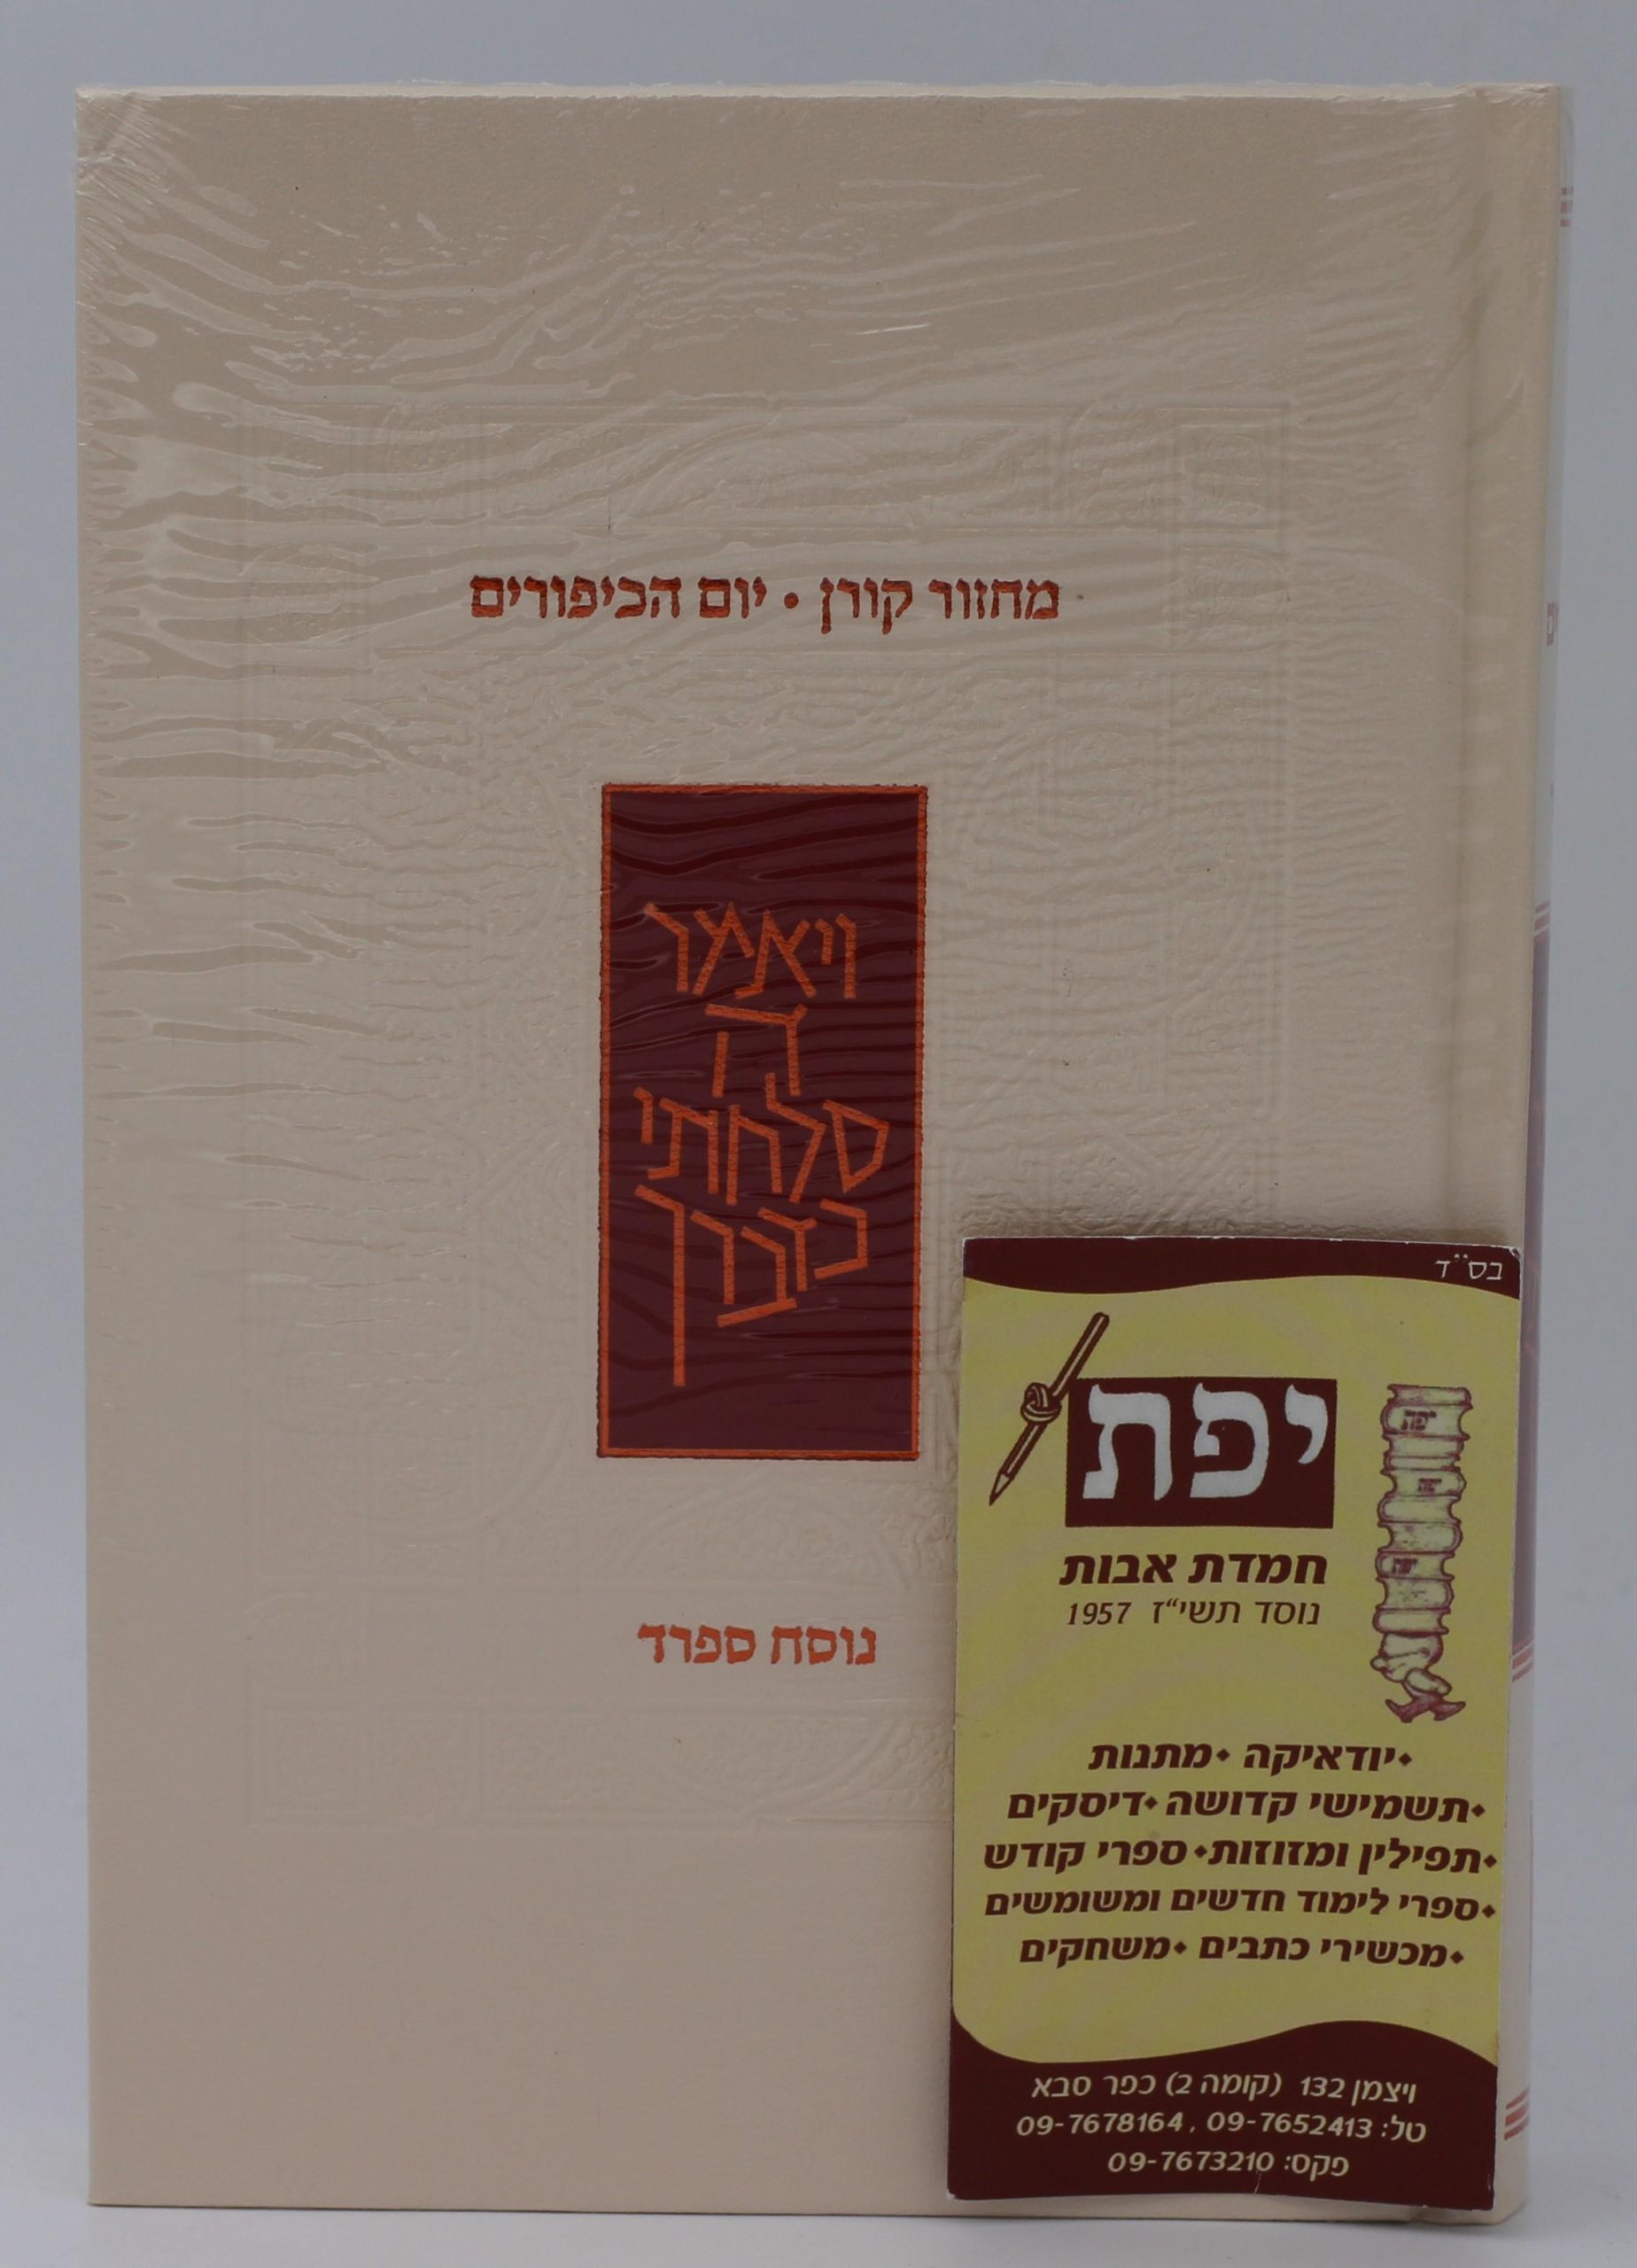 מחזור קורן • יום הכיפורים
ויאמר
ה
סלחתי
כדברך
נוסח ספרד
בס"ד
יפת
חמדת אבות
נוסד תשי"ז 1957
•יודאיקה •מתנות
•תשמישי קדושה •דיסקים
•תפילין ומזוזות •ספרי קודש
•ספרי לימוד חדשים ומשומשים
•מכשירי כתבים •משחקים
ויצמן 132 (קומה 2) כפר סבא
טל: 09-7652413, 09-7678164
פקס: 09-7673210